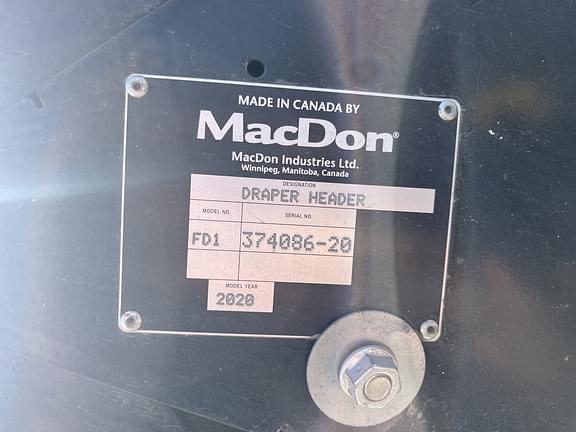 MADE IN CANADA BY
MacDon®
MacDon Industries Ltd.
Winnipeg, Manitoba, Canada
DESIGNATION
DRAPER HEADER
MODEL NO. SERIAL NO.
FD1 374086-20
MODEL YEAR
2020